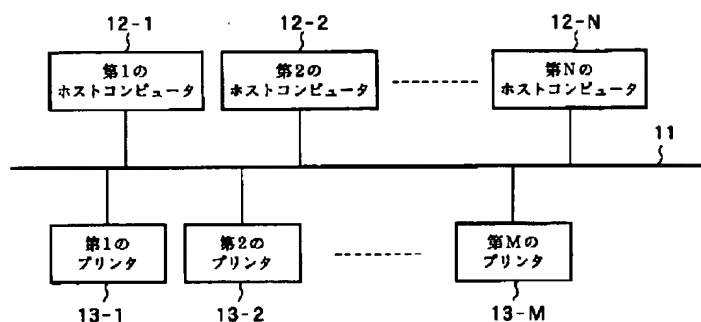 12-1
12-2
12-N
第1の
ホストコンピュータ
第2の
ホストコンピュータ
第Nの
ホストコンピュータ
11
第1の
プリンタ
第2の
プリンタ
第Mの
プリンタ
13-1
13-2
13-M